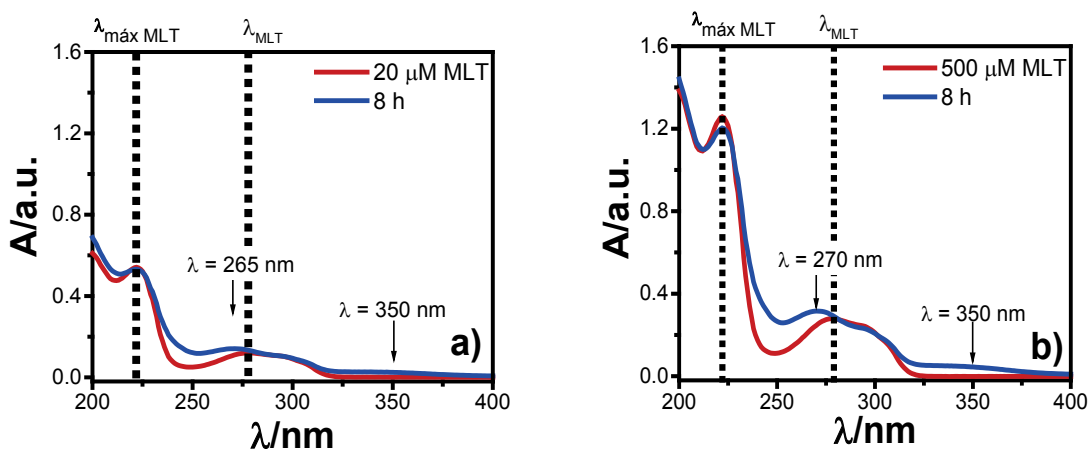 λmáx MLT
λMLT
20 μM MLT
8 h
λ = 265 nm
λ = 350 nm
a)
A/a.u.
1.6
1.2
0.8
0.4
0.0
200 250 300 350 400
λ/nm
λmáx MLT
λMLT
500 μM MLT
8 h
λ = 270 nm
λ = 350 nm
b)
A/a.u.
1.6
1.2
0.8
0.4
0.0
200 250 300 350 400
λ/nm